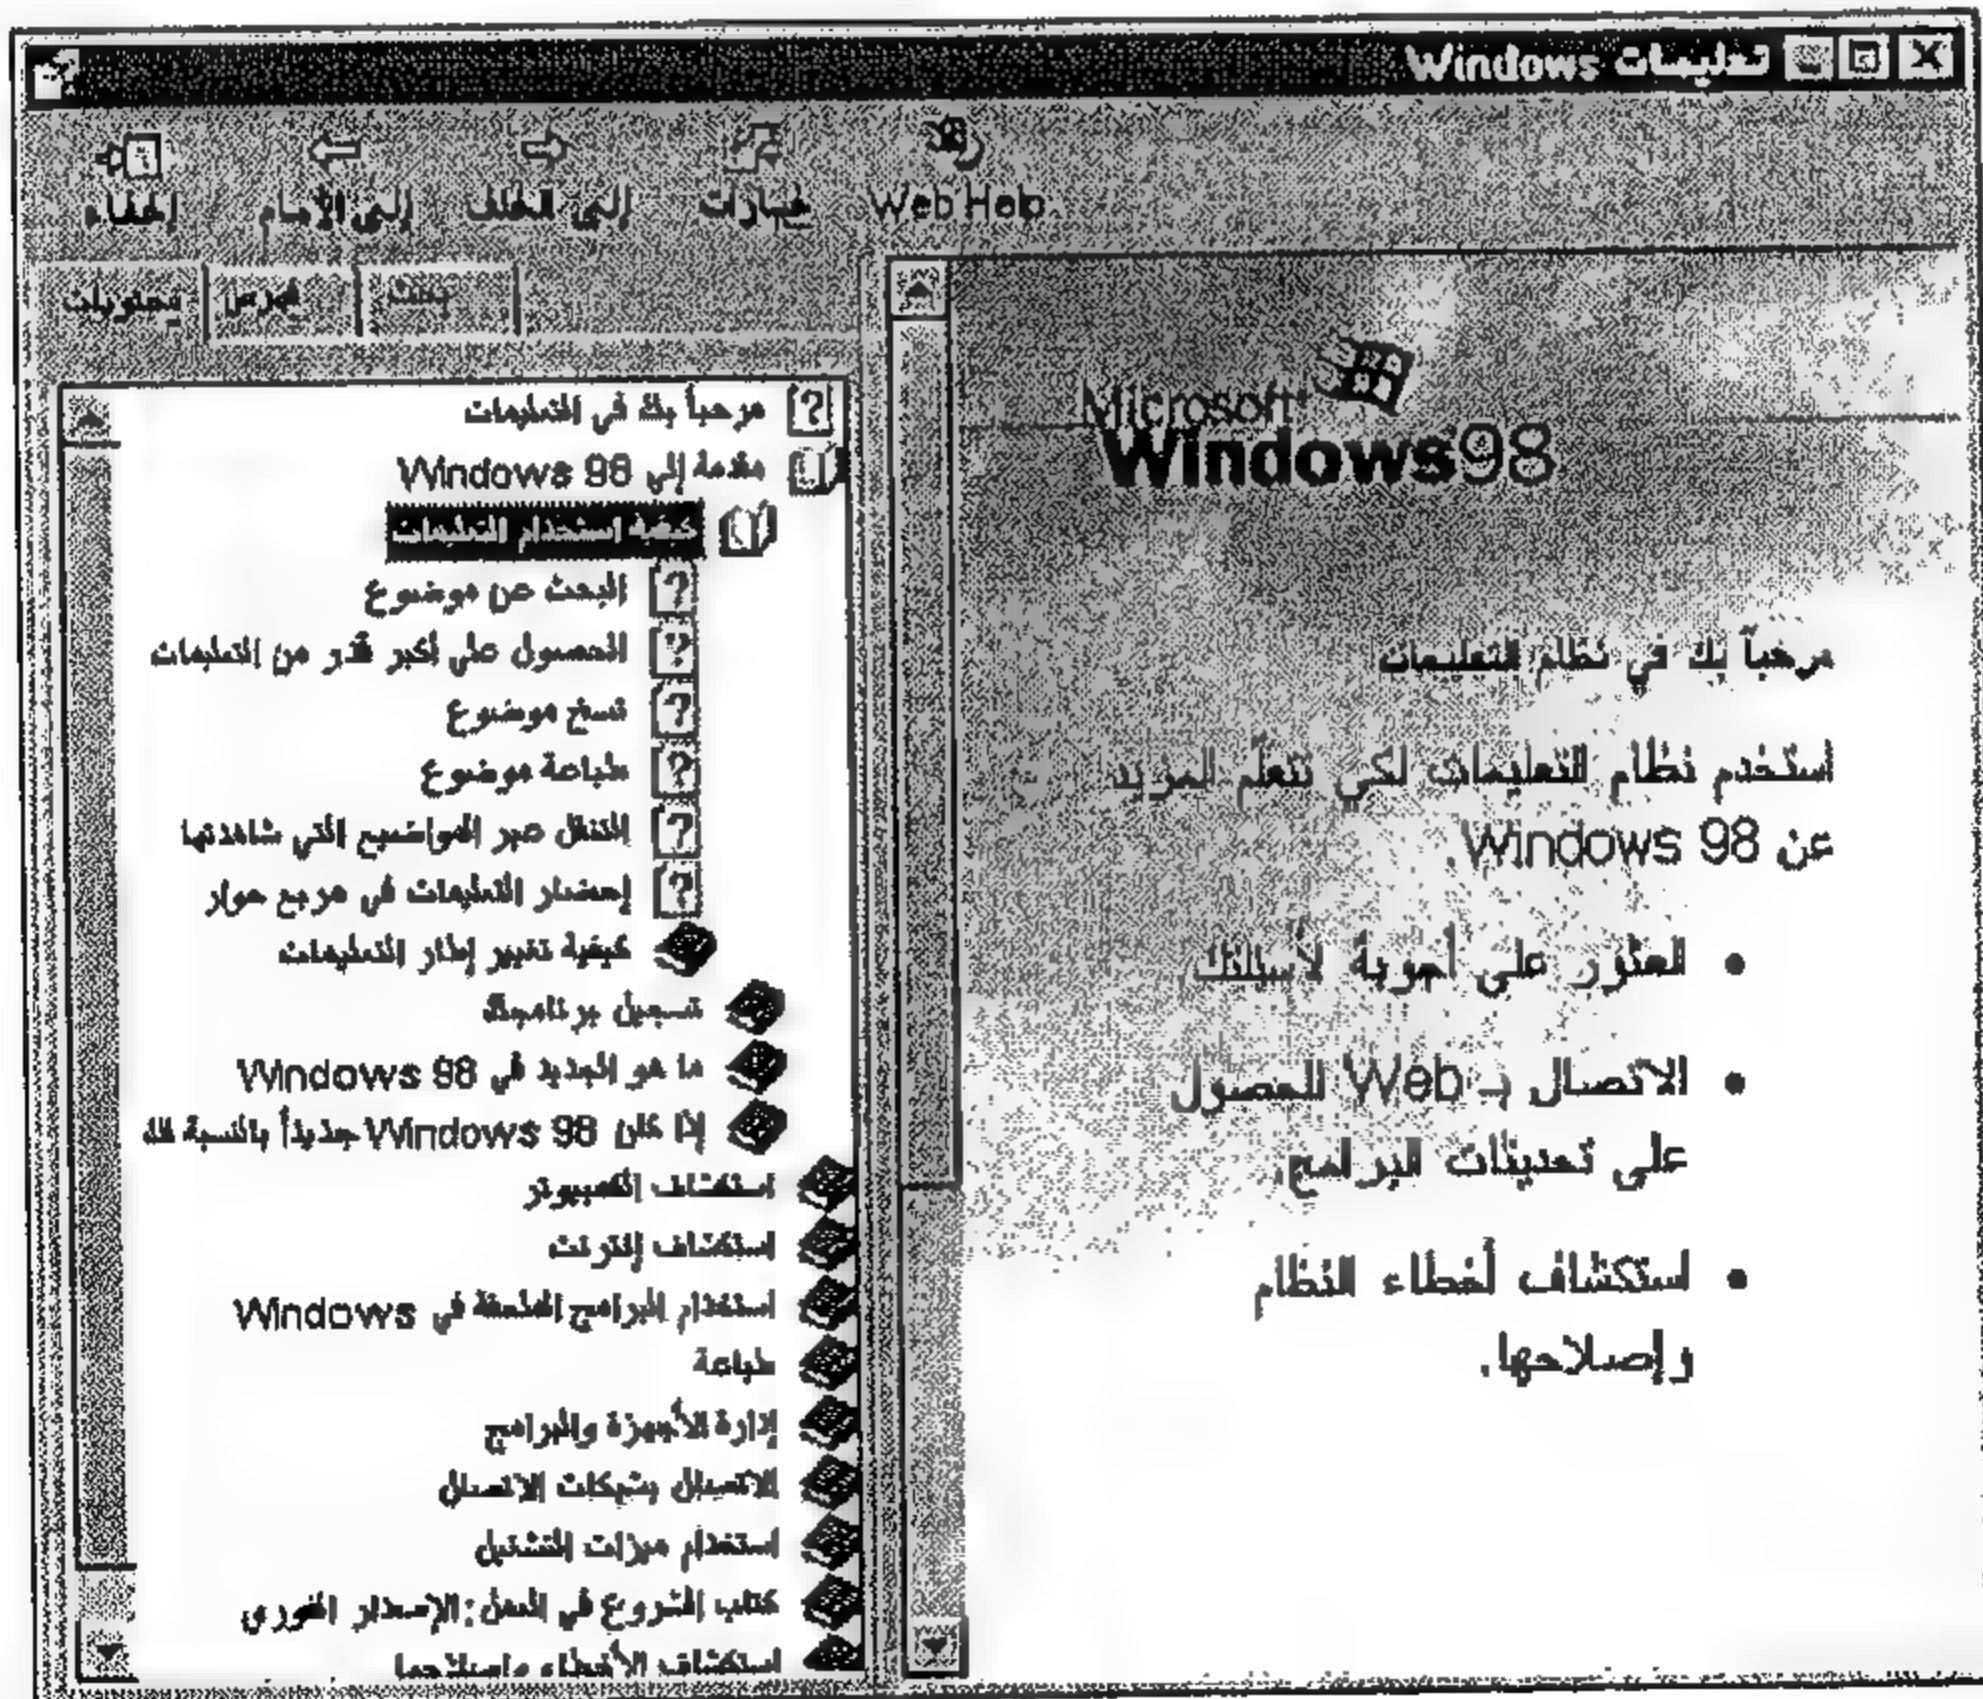 تعليمات Windows
إخفاء
إلى الأمام
إلى الخلف
خيارات
Web Help
محتويات
فهرس
بحث
مرحباً بك في التعليمات
مقدمة إلى Windows 98
كيفية استخدام التعليمات
البحث عن موضوع
الحصول على أكبر قدر من التعليمات
نسخ موضوع
طباعة موضوع
التنقل عبر المواضيع التي شاهدتها
إحضار التعليمات في مربع حوار
كيفية تغيير إطار التعليمات
تسجيل برنامجك
ما هو الجديد في Windows 98
إذا كان Windows 98 جديداً بالنسبة لك
استكشاف الكمبيوتر
استكشاف إنترنت
استخدام البرامج الملحقة في Windows
طباعة
إدارة الأجهزة والبرامج
الاتصال بشبكات الاتصال
استخدام ميزات التشغيل
كتاب الشروع في العمل: الإصدار الفوري
استكشاف الأخطاء وإصلاحها
Microsoft
Windows98
مرحباً بك في نظام التعليمات
استخدم نظام التعليمات لكي تتعلم المزيد
عن Windows 98.
• العثور على أجوبة لأسئلتك
• الاتصال بـ Web للحصول
على تحديثات البرامج.
• استكشاف أخطاء النظام
وإصلاحها.